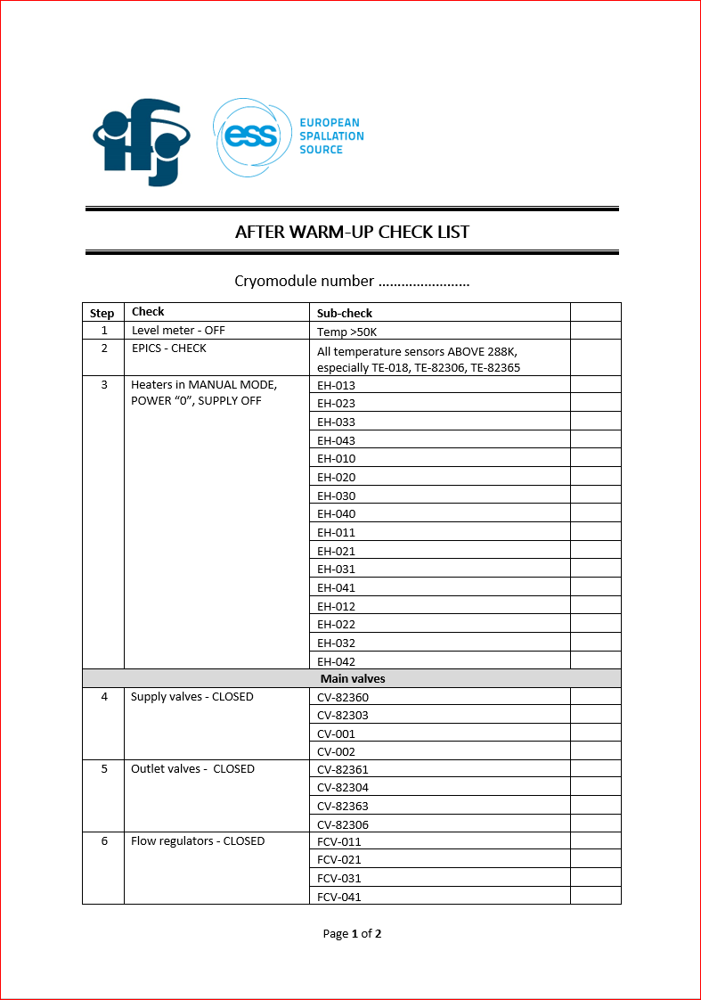 ifj
ess
EUROPEAN
SPALLATION
SOURCE
AFTER WARM-UP CHECK LIST
Cryomodule number ........................
Step Check Sub-check
1 Level meter - OFF Temp >50K
2 EPICS - CHECK All temperature sensors ABOVE 288K,
especially TE-018, TE-82306, TE-82365
3 Heaters in MANUAL MODE, EH-013
POWER “0”, SUPPLY OFF EH-023
EH-033
EH-043
EH-010
EH-020
EH-030
EH-040
EH-011
EH-021
EH-031
EH-041
EH-012
EH-022
EH-032
EH-042
Main valves
4 Supply valves - CLOSED CV-82360
CV-82303
CV-001
CV-002
5 Outlet valves -  CLOSED CV-82361
CV-82304
CV-82363
CV-82306
6 Flow regulators - CLOSED FCV-011
FCV-021
FCV-031
FCV-041
Page 1 of 2